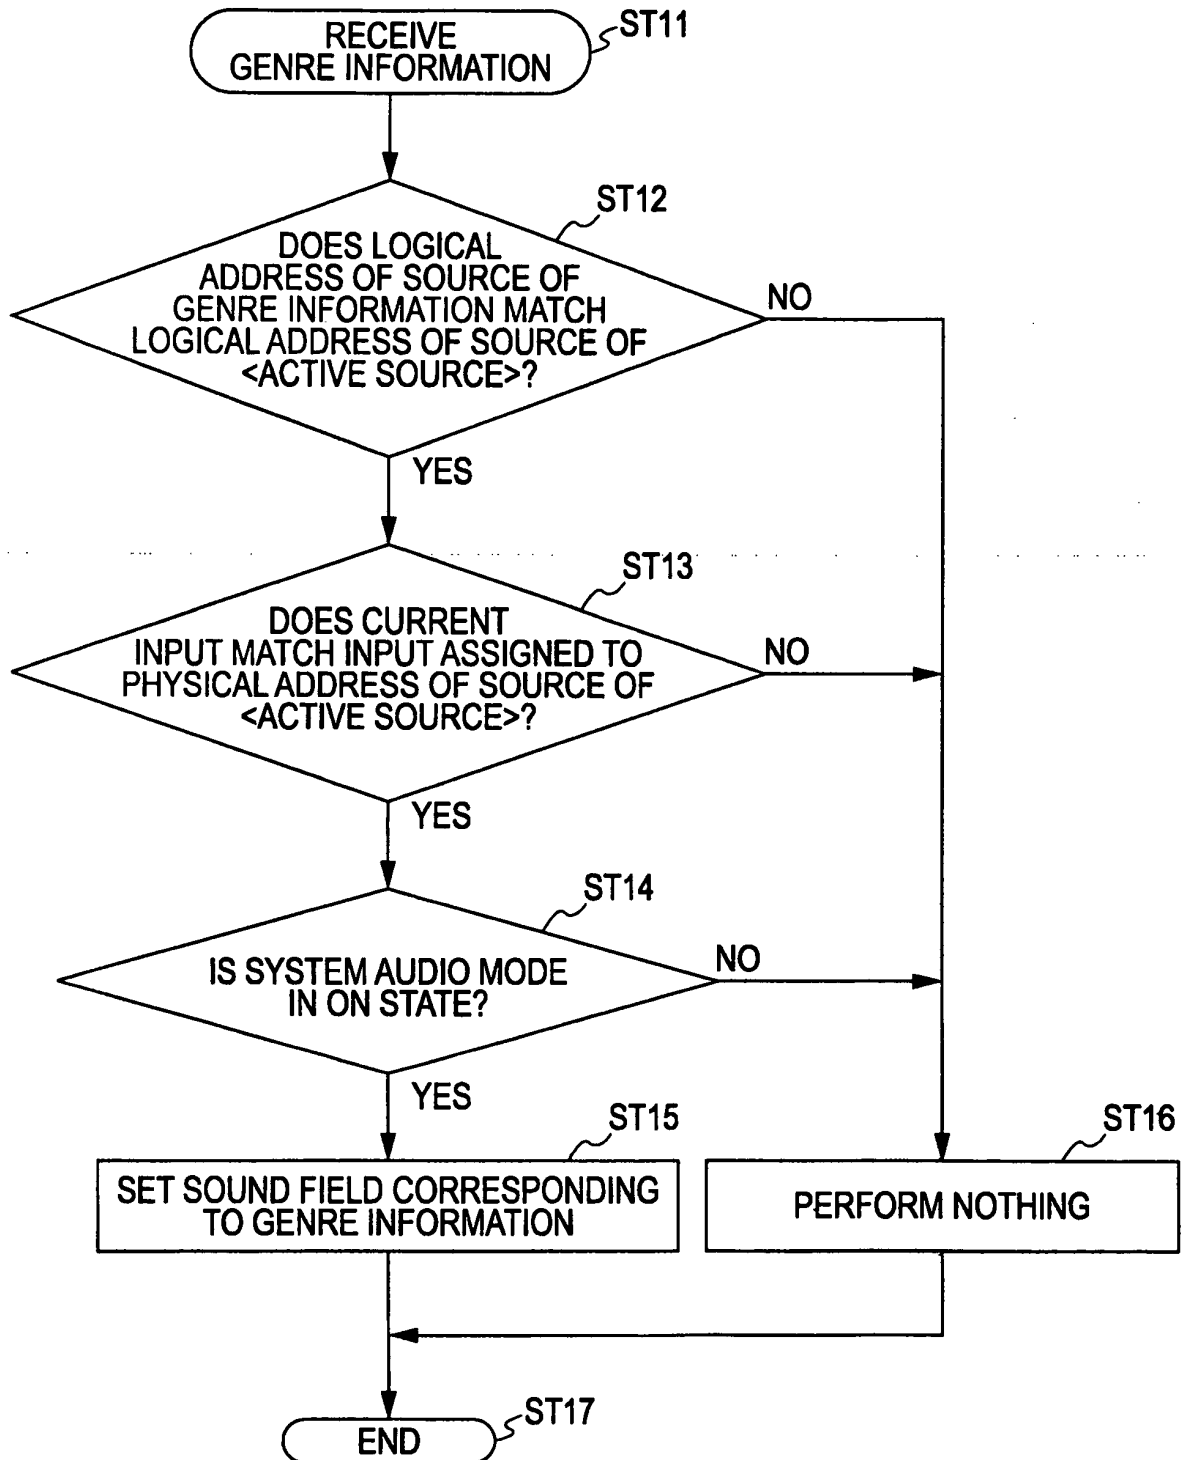 RECEIVE
GENRE INFORMATION
ST11
ST12
DOES LOGICAL
ADDRESS OF SOURCE OF
GENRE INFORMATION MATCH
LOGICAL ADDRESS OF SOURCE OF
<ACTIVE SOURCE>?
NO
YES
ST13
DOES CURRENT
INPUT MATCH INPUT ASSIGNED TO
PHYSICAL ADDRESS OF SOURCE OF
<ACTIVE SOURCE>?
NO
YES
ST14
IS SYSTEM AUDIO MODE
IN ON STATE?
NO
YES
ST15
SET SOUND FIELD CORRESPONDING
TO GENRE INFORMATION
ST16
PERFORM NOTHING
ST17
END